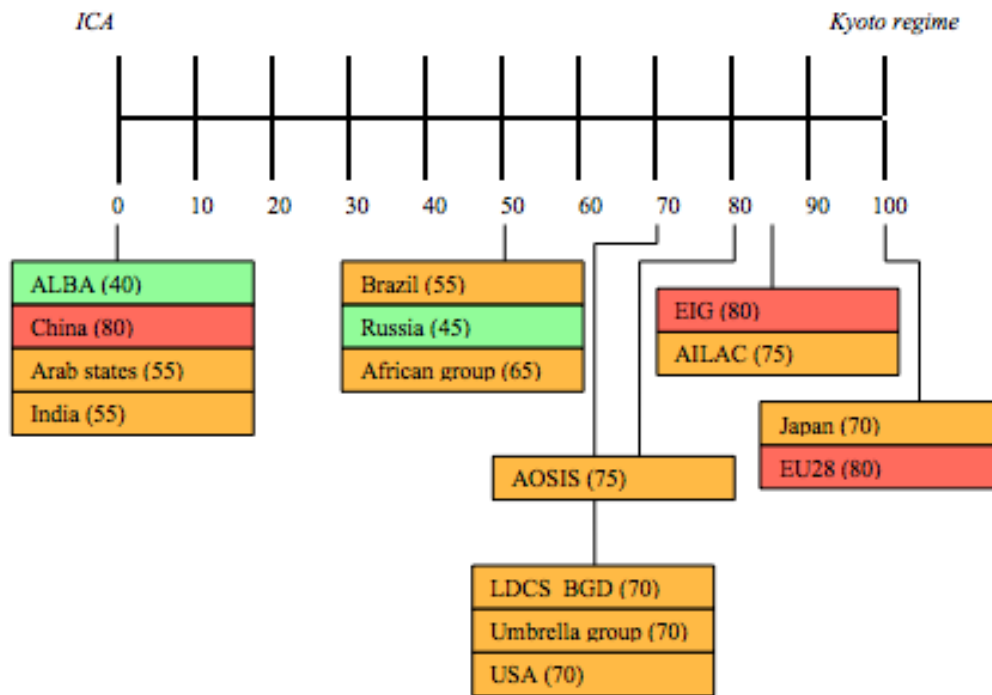 ICA Kyoto regime
0 10 20 30 40 50 60 70 80 90 100
ALBA (40)
China (80)
Arab states (55)
India (55)
Brazil (55)
Russia (45)
African group (65)
EIG (80)
AILAC (75)
Japan (70)
EU28 (80)
AOSIS (75)
LDCS BGD (70)
Umbrella group (70)
USA (70)